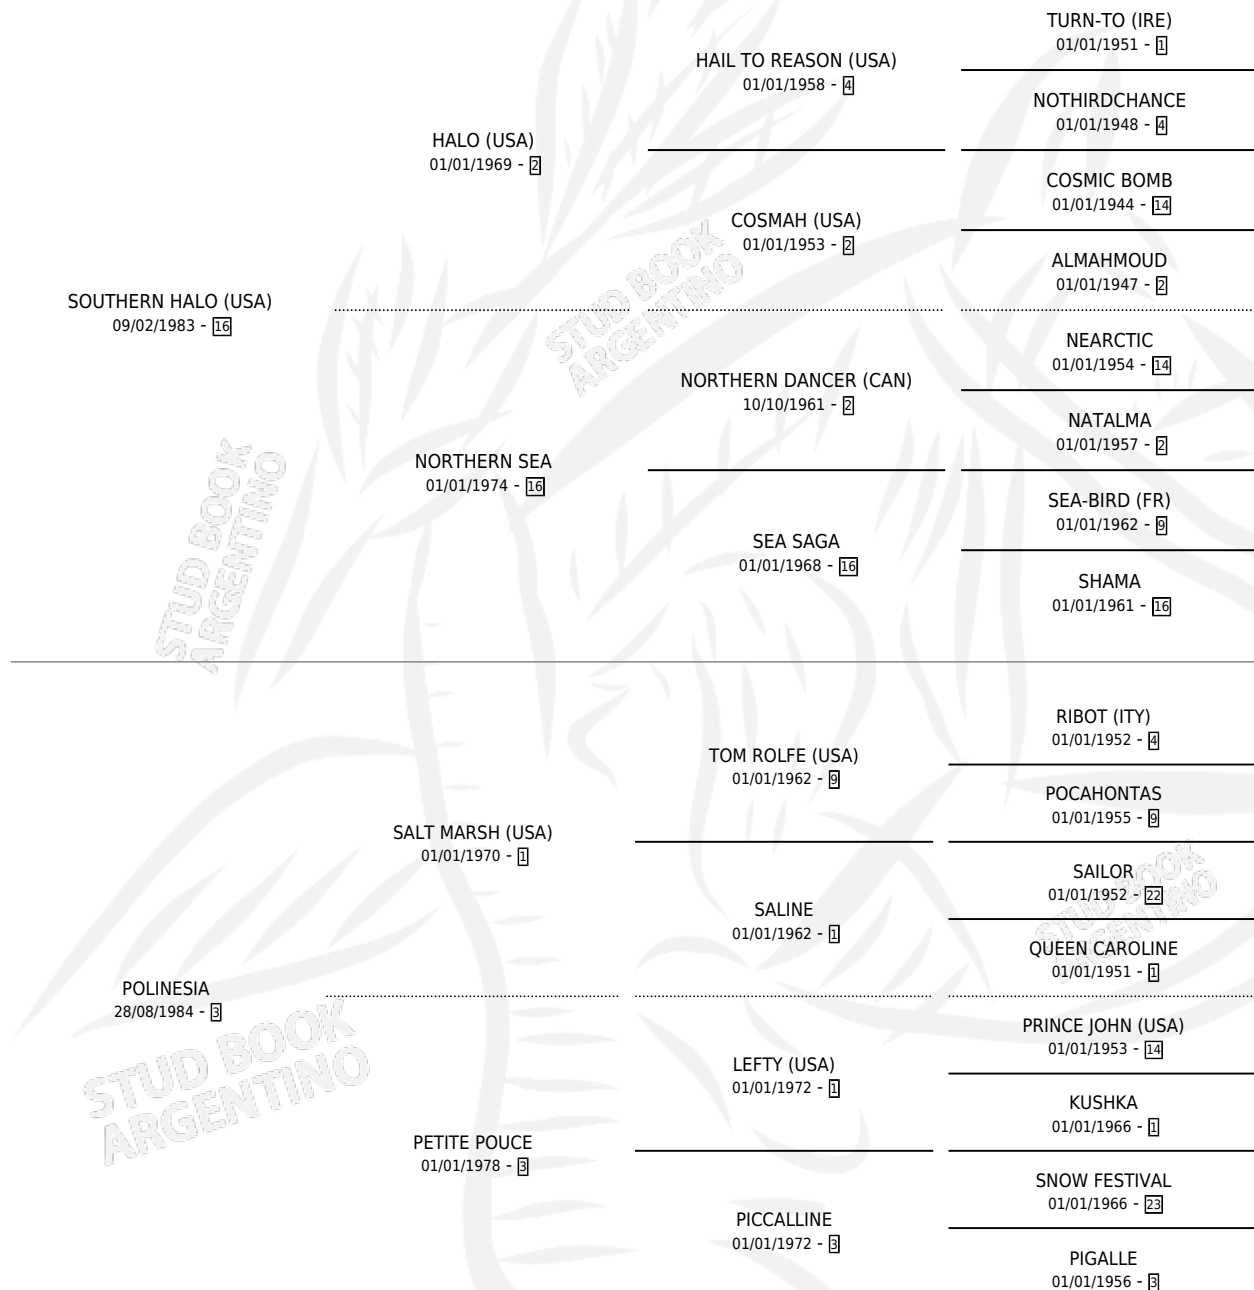 TURN-TO (IRE)
01/01/1951 - 1
HAIL TO REASON (USA)
01/01/1958 - 4
NOTHIRDCHANCE
01/01/1948 - 4
HALO (USA)
01/01/1969 - 2
COSMIC BOMB
01/01/1944 - 14
COSMAH (USA)
01/01/1953 - 2
ALMAHMOUD
01/01/1947 - 2
SOUTHERN HALO (USA)
09/02/1983 - 16
NEARCTIC
01/01/1954 - 14
NORTHERN DANCER (CAN)
10/10/1961 - 2
NATALMA
01/01/1957 - 2
NORTHERN SEA
01/01/1974 - 16
SEA-BIRD (FR)
01/01/1962 - 9
SEA SAGA
01/01/1968 - 16
SHAMA
01/01/1961 - 16
RIBOT (ITY)
01/01/1952 - 4
TOM ROLFE (USA)
01/01/1962 - 9
POCAHONTAS
01/01/1955 - 9
SALT MARSH (USA)
01/01/1970 - 1
SAILOR
01/01/1952 - 22
SALINE
01/01/1962 - 1
QUEEN CAROLINE
01/01/1951 - 1
POLINESIA
28/08/1984 - 3
PRINCE JOHN (USA)
01/01/1953 - 14
LEFTY (USA)
01/01/1972 - 1
KUSHKA
01/01/1966 - 1
PETITE POUCE
01/01/1978 - 3
SNOW FESTIVAL
01/01/1966 - 23
PICCALLINE
01/01/1972 - 3
PIGALLE
01/01/1956 - 3
STUD BOOK
ARGENTINO
STUD BOOK
ARGENTINO
STUD BOOK
ARGENTINO
STUD BOOK
ARGENTINO